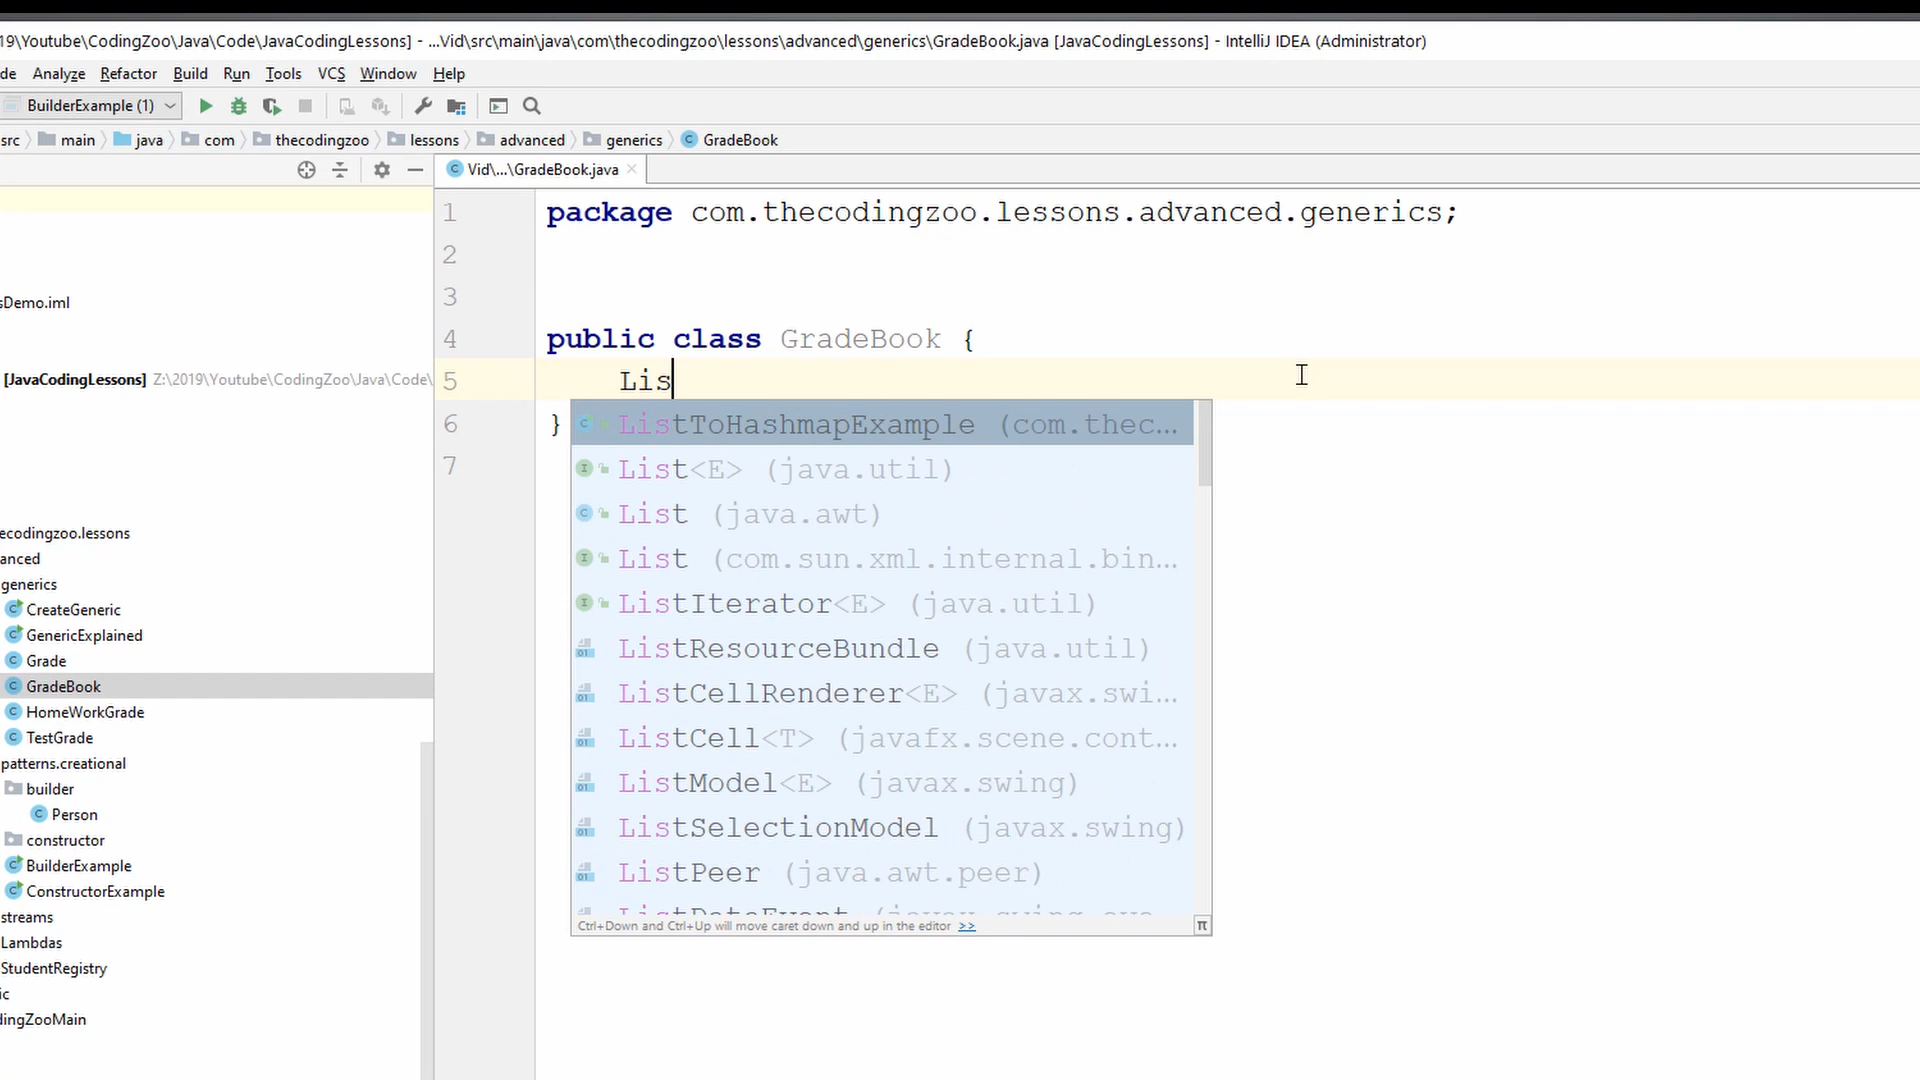 19\Youtube\CodingZoo\Java\Code\JavaCodingLessons] - ...Vid\src\main\java\com\thecodingzoo\lessons\advanced\generics\GradeBook.java [JavaCodingLessons] - IntelliJ IDEA (Administrator)
de Analyze Refactor Build Run Tools VCS Window Help
BuilderExample (1)
src main java com thecodingzoo lessons advanced generics GradeBook
Vid\...\GradeBook.java
1 package com.thecodingzoo.lessons.advanced.generics;
2
3
4 public class GradeBook {
5 Lis
6 }
7
ListToHashmapExample (com.thec...
List<E> (java.util)
List (java.awt)
List (com.sun.xml.internal.bin...
ListIterator<E> (java.util)
ListResourceBundle (java.util)
ListCellRenderer<E> (javax.swi...
ListCell<T> (javafx.scene.cont...
ListModel<E> (javax.swing)
ListSelectionModel (javax.swing)
ListPeer (java.awt.peer)
Ctrl+Down and Ctrl+Up will move caret down and up in the editor >> π
sDemo.iml
[JavaCodingLessons] Z:\2019\Youtube\CodingZoo\Java\Code\
ecodingzoo.lessons
anced
generics
CreateGeneric
GenericExplained
Grade
GradeBook
HomeWorkGrade
TestGrade
patterns.creational
builder
Person
constructor
BuilderExample
ConstructorExample
streams
Lambdas
StudentRegistry
ic
dingZooMain